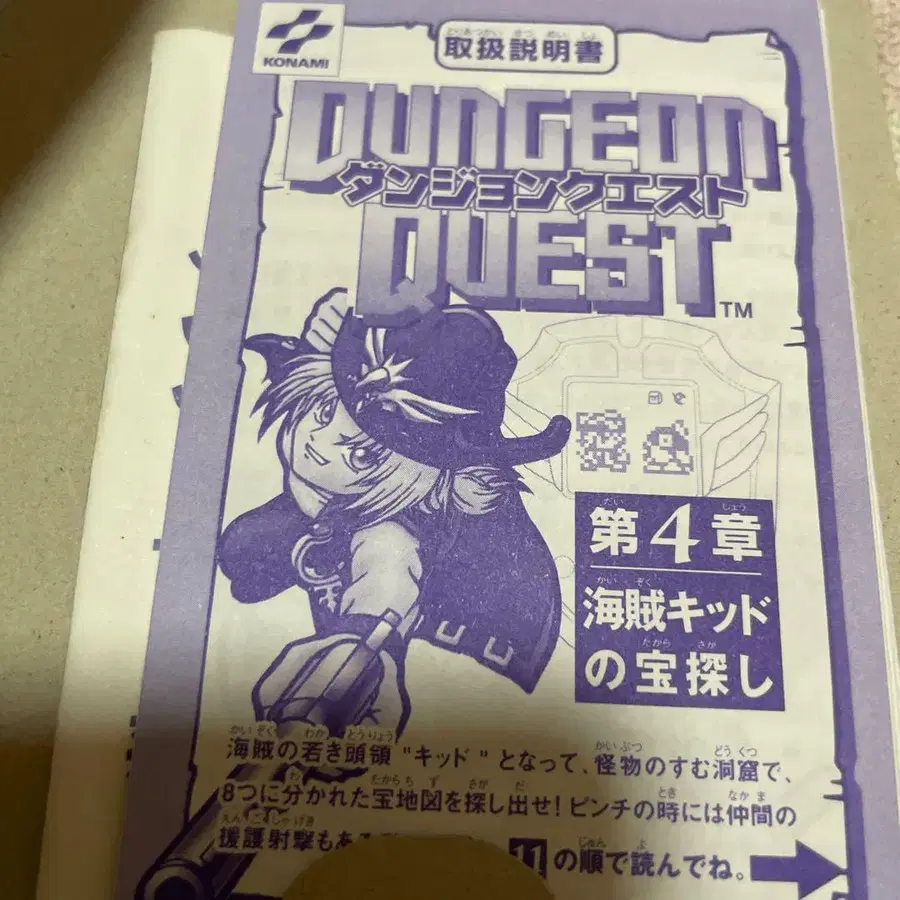 KONAMI
取扱説明書
DUNGEON
ダンジョンクエスト
QUEST™
第4章
海賊キッド
の宝探し
海賊の若き頭領"キッド"となって、怪物のすむ洞窟で、
8つに分かれた宝地図を探し出せ!ピンチの時には仲間の
援護射撃もあ
11の順で読んでね。